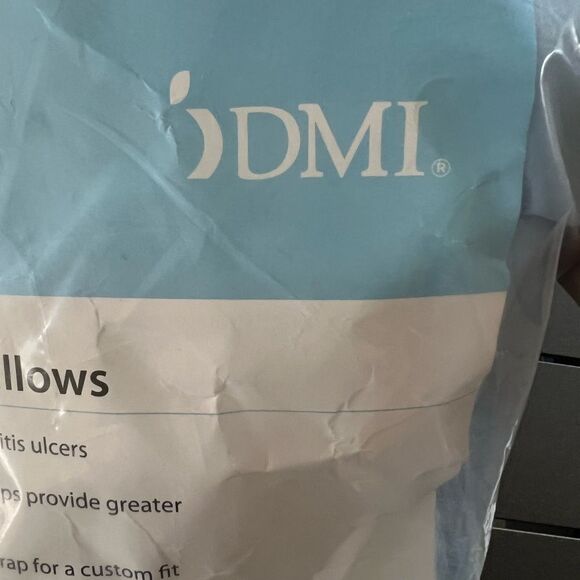 DMI®
llows
itis ulcers
ps provide greater
rap for a custom fit